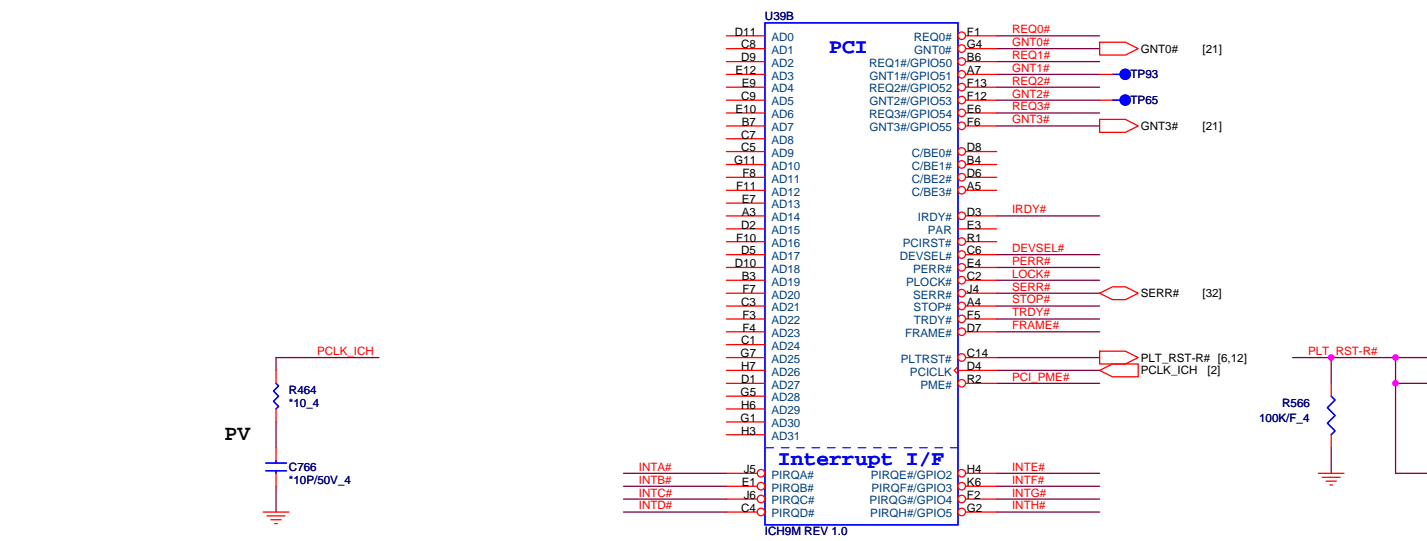 U39B
PCI
D11 AD0 REQ0# F1 REQ0#
C8 AD1 GNT0# G4 GNT0# GNT0# [21]
D9 AD2 REQ1#/GPIO50 B6 REQ1#
E12 AD3 GNT1#/GPIO51 A7 GNT1# TP93
E9 AD4 REQ2#/GPIO52 F13 REQ2#
C9 AD5 GNT2#/GPIO53 F12 GNT2# TP65
E10 AD6 REQ3#/GPIO54 E6 REQ3#
B7 AD7 GNT3#/GPIO55 F6 GNT3# GNT3# [21]
C7 AD8
C5 AD9 C/BE0# D8
G11 AD10 C/BE1# B4
F8 AD11 C/BE2# D6
F11 AD12 C/BE3# A5
E7 AD13
A3 AD14 IRDY# D3 IRDY#
D2 AD15 PAR E3
F10 AD16 PCIRST# R1
D5 AD17 DEVSEL# C6 DEVSEL#
D10 AD18 PERR# E4 PERR#
B3 AD19 PLOCK# C2 LOCK#
F7 AD20 SERR# J4 SERR# SERR# [32]
C3 AD21 STOP# A4 STOP#
F3 AD22 TRDY# F5 TRDY#
F4 AD23 FRAME# D7 FRAME#
C1 AD24
G7 AD25 PLTRST# C14 PLT_RST-R# [6,12]
H7 AD26 PCICLK D4 PCLK_ICH [2]
D1 AD27 PME# R2 PCI_PME#
G5 AD28
H6 AD29
G1 AD30
H3 AD31
Interrupt I/F
INTA# J5 PIRQA# PIRQE#/GPIO2 H4 INTE#
INTB# E1 PIRQB# PIRQF#/GPIO3 K6 INTF#
INTC# J6 PIRQC# PIRQG#/GPIO4 F2 INTG#
INTD# C4 PIRQD# PIRQH#/GPIO5 G2 INTH#
ICH9M REV 1.0
PCLK_ICH
R464
*10_4
PV
C766
*10P/50V_4
PLT_RST-R#
R566
100K/F_4